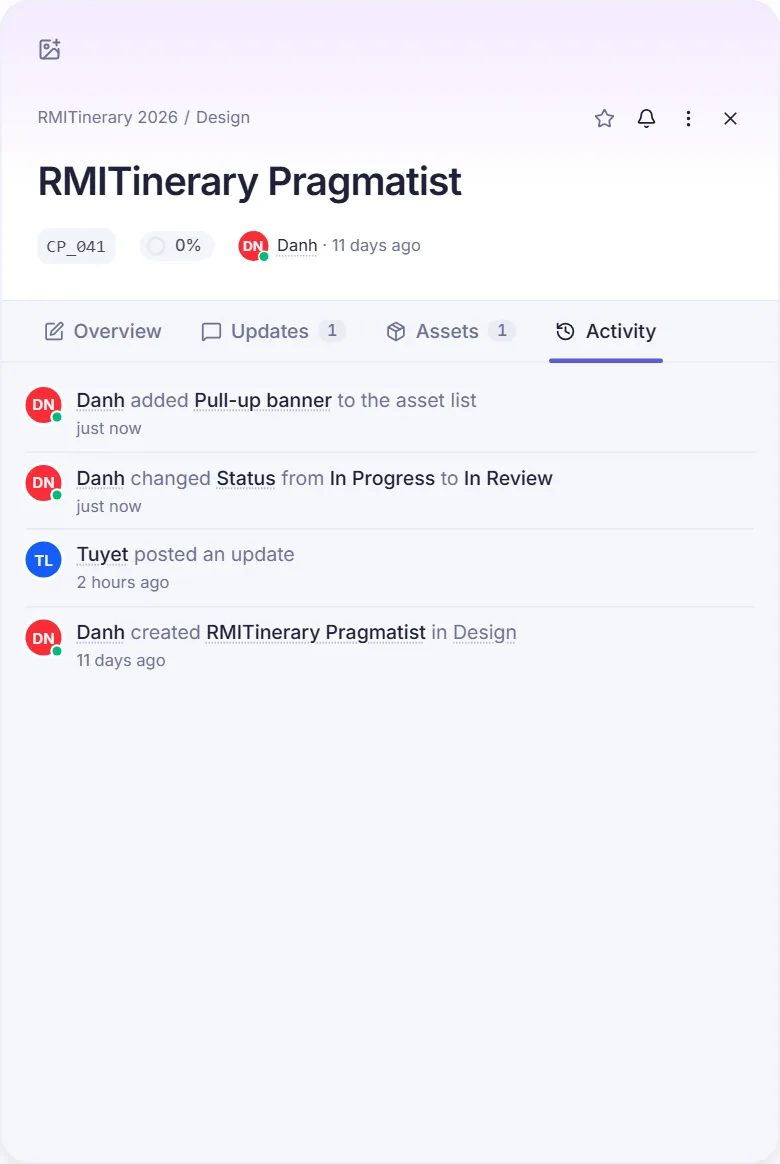 RMITinerary 2026 / Design
RMITinerary Pragmatist
CP_041 0% DN Danh · 11 days ago
Overview Updates 1 Assets 1 Activity
DN Danh added Pull-up banner to the asset list
just now
DN Danh changed Status from In Progress to In Review
just now
TL Tuyet posted an update
2 hours ago
DN Danh created RMITinerary Pragmatist in Design
11 days ago